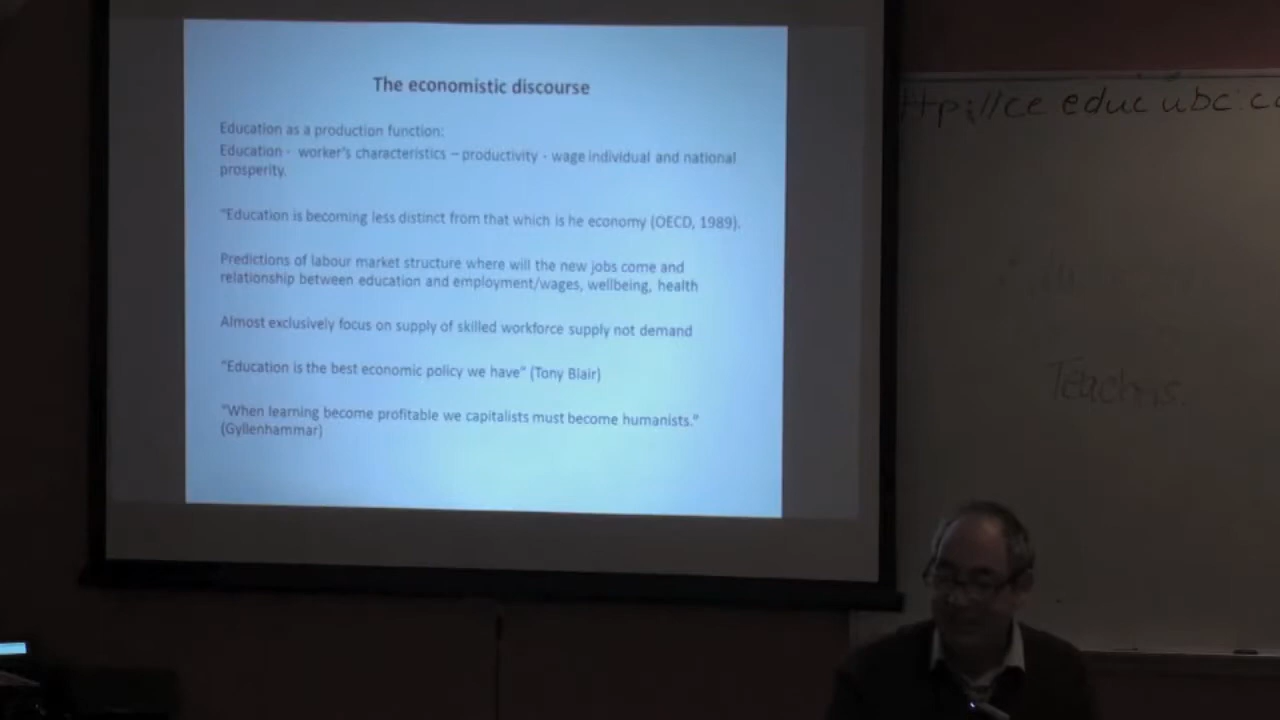 The economistic discourse
Education as a production function:
Education - worker's characteristics – productivity - wage individual and national
prosperity.
"Education is becoming less distinct from that which is he economy (OECD, 1989).
Predictions of labour market structure where will the new jobs come and
relationship between education and employment/wages, wellbeing, health
Almost exclusively focus on supply of skilled workforce supply not demand
"Education is the best economic policy we have" (Tony Blair)
"When learning become profitable we capitalists must become humanists."
(Gyllenhammar)
ttp://ce educ ubc c